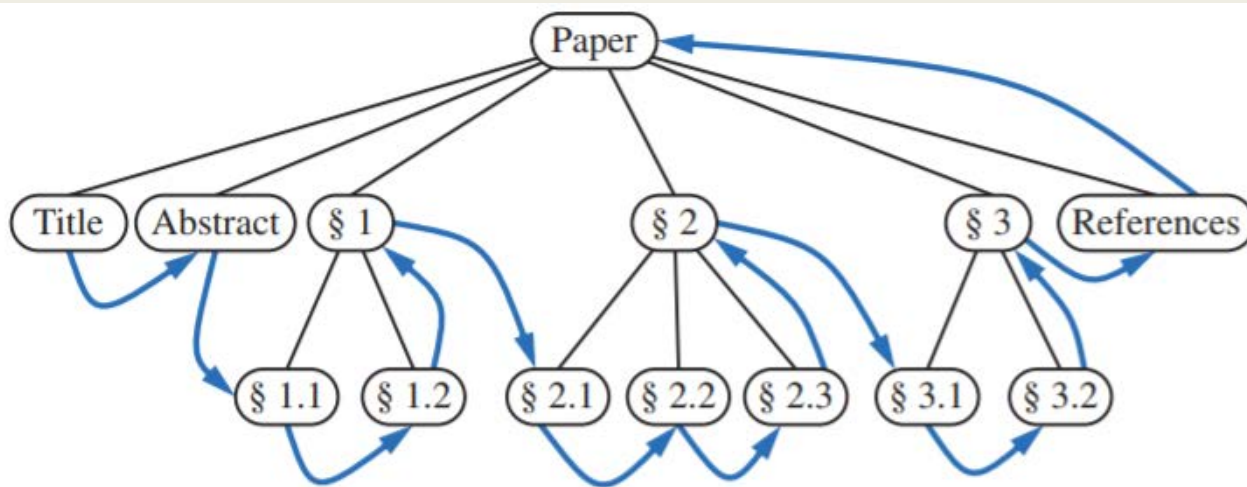 Paper
Title Abstract § 1 § 2 § 3 References
§ 1.1 § 1.2 § 2.1 § 2.2 § 2.3 § 3.1 § 3.2